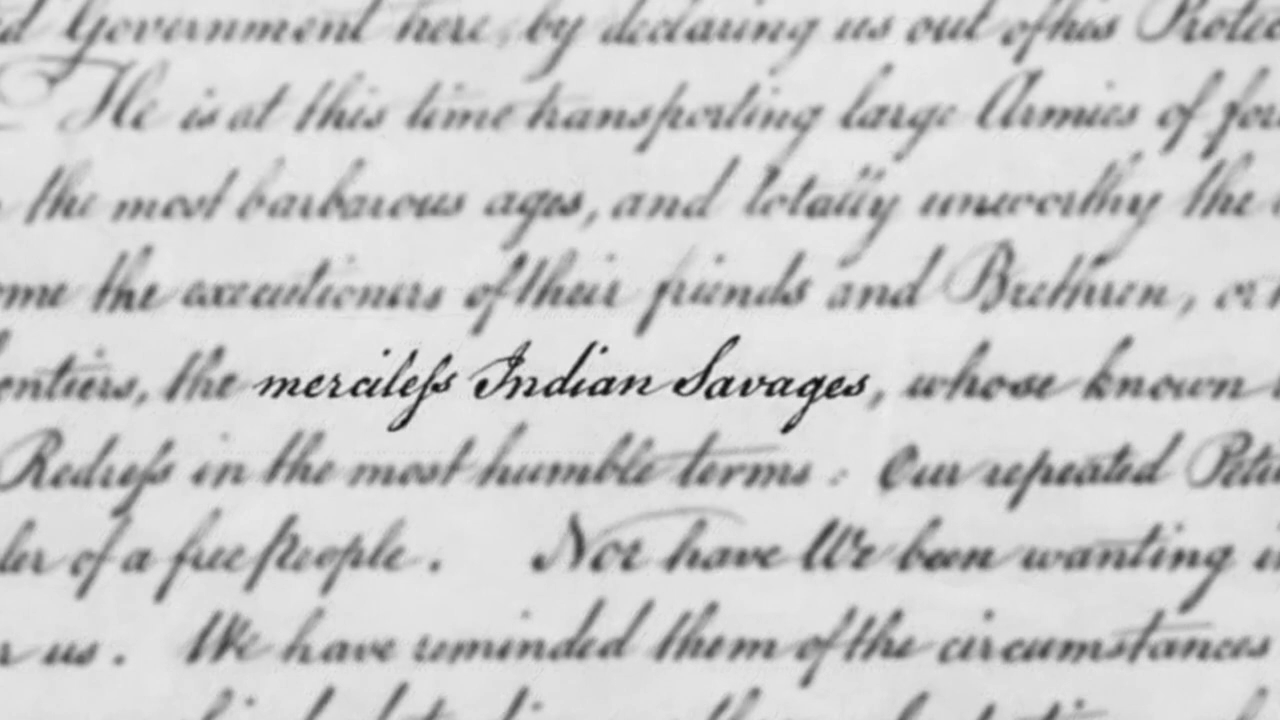 Government here, by declaring us out of his
He is at this time transporting large Armies of
the most barbarous ages, and totally unworthy the
the executioners of their friends and Brethren, or
the merciless Indian Savages, whose known
Redress in the most humble terms : Our repeated
of a free people . Nor have We been wanting
us . We have reminded them of the circumstances